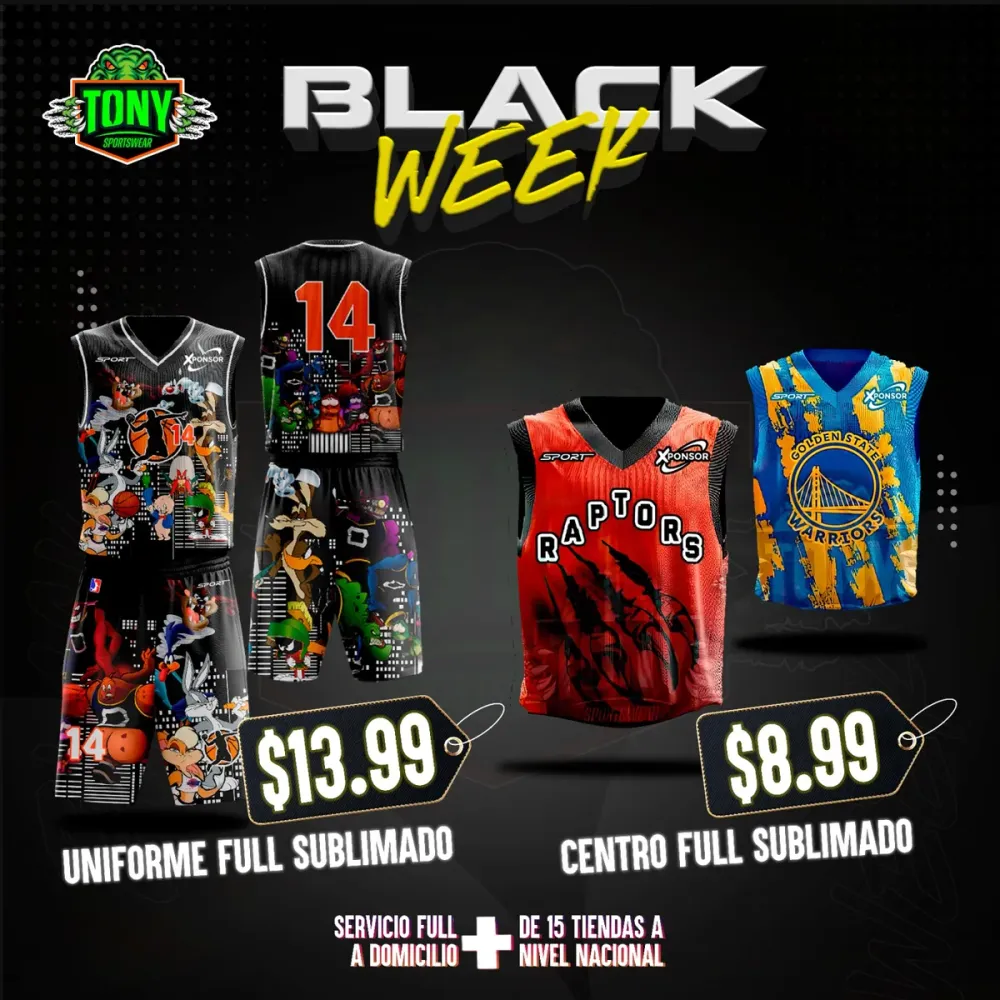 TONY
SPORTSWEAR
BLACK
WEEK
14
SPORT
XPONSOR
14
SPORT
14
SPORT
XPONSOR
RAPTORS
SPORT
XPONSOR
GOLDEN STATE
WARRIORS
$13.99
UNIFORME FULL SUBLIMADO
$8.99
CENTRO FULL SUBLIMADO
SERVICIO FULL
A DOMICILIO
+
DE 15 TIENDAS A
NIVEL NACIONAL